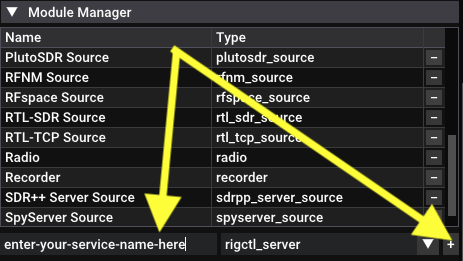 Module Manager
Name Type
PlutoSDR Source plutosdr_source
RFNM Source rfnm_source
RFspace Source rfspace_source
RTL-SDR Source rtl_sdr_source
RTL-TCP Source rtl_tcp_source
Radio radio
Recorder recorder
SDR++ Server Source sdrpp_server_source
SpyServer Source spyserver_source
enter-your-service-name-here rigctl_server +